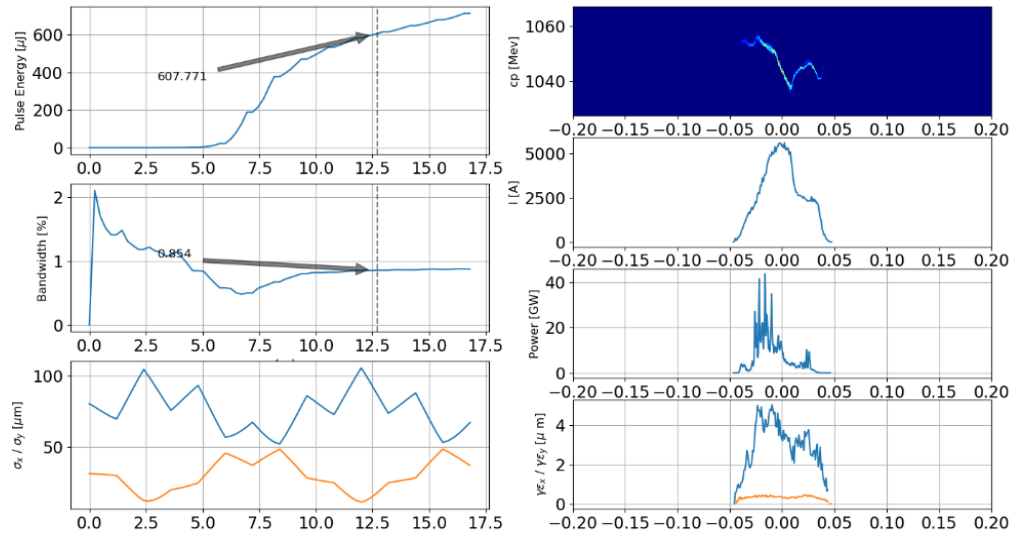 Pulse Energy [μJ]
600
400
200
0
607.771
0.0 2.5 5.0 7.5 10.0 12.5 15.0 17.5
Bandwidth [%]
2
1
0
0.854
0.0 2.5 5.0 7.5 10.0 12.5 15.0 17.5
σx / σy [μm]
100
50
0.0 2.5 5.0 7.5 10.0 12.5 15.0 17.5
cp [Mev]
1060
1040
−0.20 −0.15 −0.10 −0.05 0.00 0.05 0.10 0.15 0.20
I [A]
5000
2500
0
−0.20 −0.15 −0.10 −0.05 0.00 0.05 0.10 0.15 0.20
Power [GW]
40
20
0
−0.20 −0.15 −0.10 −0.05 0.00 0.05 0.10 0.15 0.20
γεx / γεy [μ m]
4
2
0
−0.20 −0.15 −0.10 −0.05 0.00 0.05 0.10 0.15 0.20